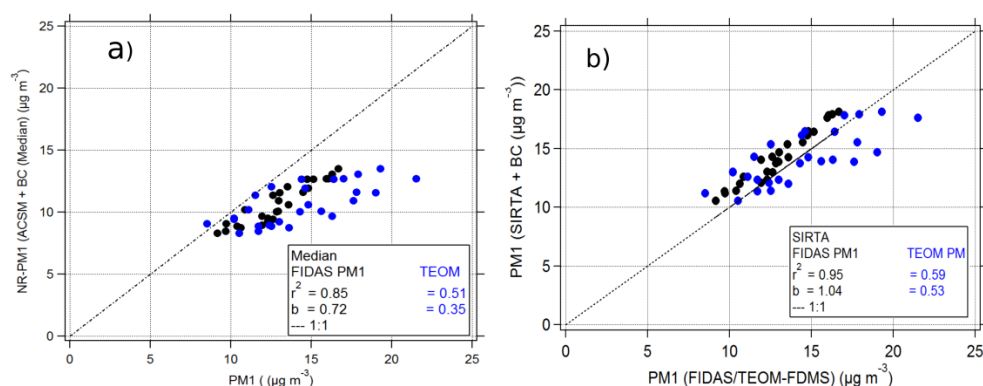 a)
NR-PM1 (ACSM + BC (Median) (µg m⁻³)
25
20
15
10
5
0
0 5 10 15 20 25
PM1 ( (µg m⁻³)
Median
FIDAS PM1 TEOM
r² = 0.85 = 0.51
b = 0.72 = 0.35
--- 1:1
b)
PM1 (SIRTA + BC (µg m⁻³))
25
20
15
10
5
0
0 5 10 15 20 25
PM1 (FIDAS/TEOM-FDMS) (µg m⁻³)
SIRTA
FIDAS PM1 TEOM PM
r² = 0.95 = 0.59
b = 1.04 = 0.53
--- 1:1